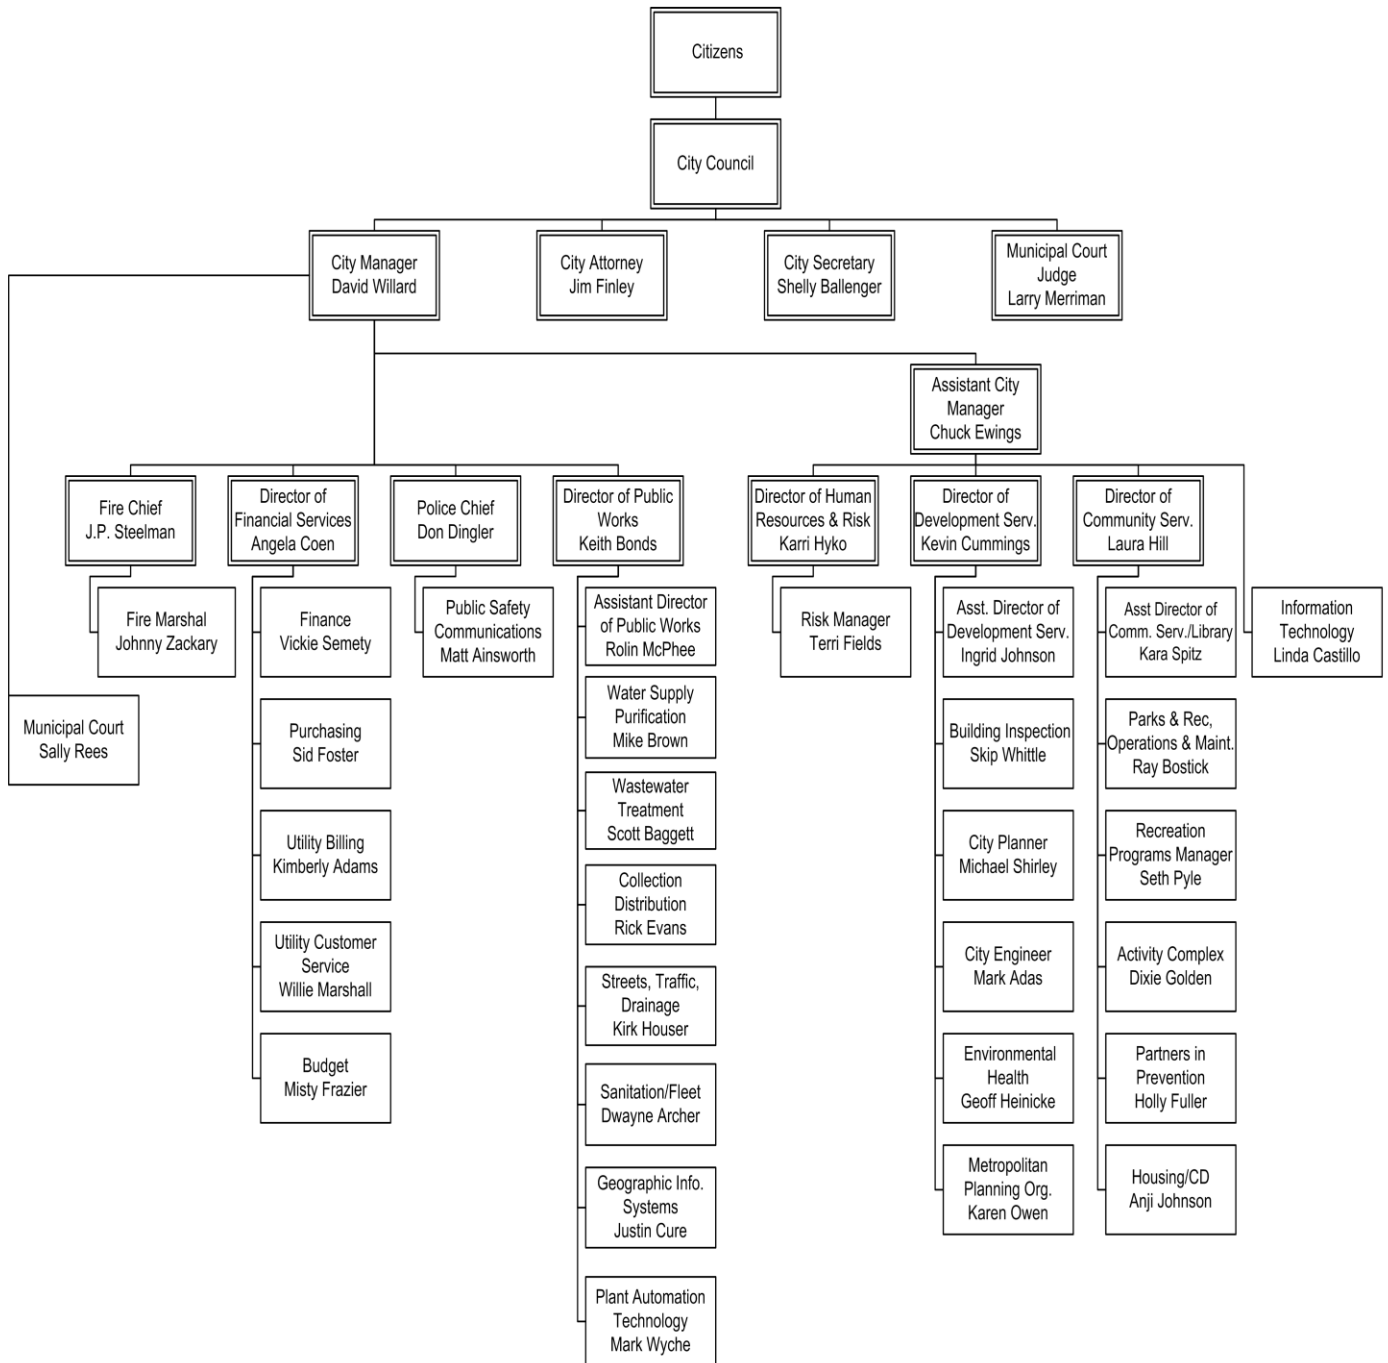 Citizens
City Council
City Manager
David Willard
City Attorney
Jim Finley
City Secretary
Shelly Ballenger
Municipal Court
Judge
Larry Merriman
Assistant City
Manager
Chuck Ewings
Fire Chief
J.P. Steelman
Director of
Financial Services
Angela Coen
Police Chief
Don Dingler
Director of Public
Works
Keith Bonds
Director of Human
Resources & Risk
Karri Hyko
Director of
Development Serv.
Kevin Cummings
Director of
Community Serv.
Laura Hill
Fire Marshal
Johnny Zackary
Finance
Vickie Semety
Public Safety
Communications
Matt Ainsworth
Assistant Director
of Public Works
Rolin McPhee
Risk Manager
Terri Fields
Asst. Director of
Development Serv.
Ingrid Johnson
Asst Director of
Comm. Serv./Library
Kara Spitz
Information
Technology
Linda Castillo
Municipal Court
Sally Rees
Purchasing
Sid Foster
Water Supply
Purification
Mike Brown
Building Inspection
Skip Whittle
Parks & Rec,
Operations & Maint.
Ray Bostick
Wastewater
Treatment
Scott Baggett
Utility Billing
Kimberly Adams
City Planner
Michael Shirley
Recreation
Programs Manager
Seth Pyle
Collection
Distribution
Rick Evans
Utility Customer
Service
Willie Marshall
City Engineer
Mark Adas
Activity Complex
Dixie Golden
Streets, Traffic,
Drainage
Kirk Houser
Budget
Misty Frazier
Sanitation/Fleet
Dwayne Archer
Environmental
Health
Geoff Heinicke
Partners in
Prevention
Holly Fuller
Geographic Info.
Systems
Justin Cure
Metropolitan
Planning Org.
Karen Owen
Housing/CD
Anji Johnson
Plant Automation
Technology
Mark Wyche